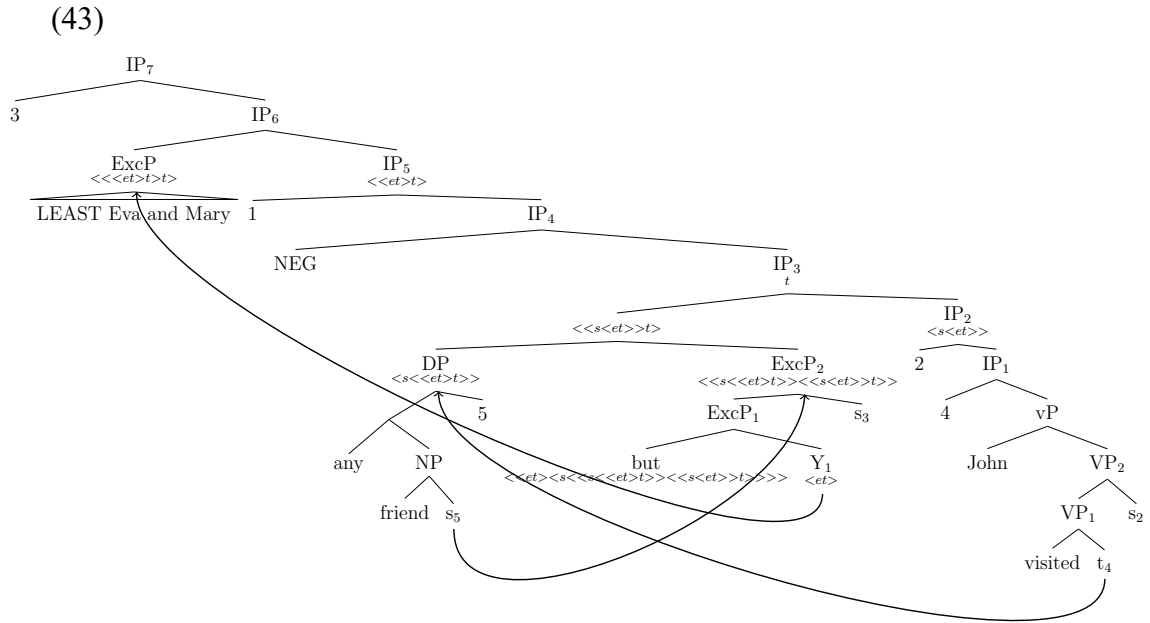 (43)
IP₇
3 IP₆
ExcP IP₅
<<<et>t>t> <<et>t>
LEAST Eva and Mary 1 IP₄
NEG IP₃
t
<<s<et>>t> IP₂
<s<et>>
DP ExcP₂ 2 IP₁
<s<<et>t>> <<s<<et>t>><<s<et>>t>>
5 ExcP₁ s₃ 4 vP
any NP but Y₁ John VP₂
<<et><s<<s<<et>t>><<s<et>>t>>>> <et>
friend s₅ VP₁ s₂
visited t₄